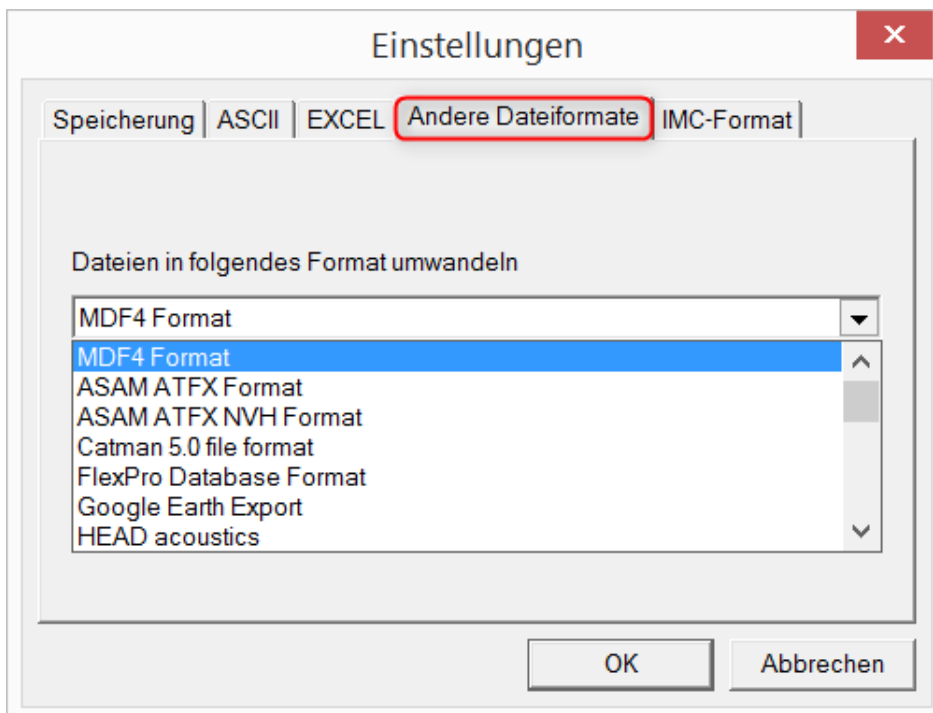 Einstellungen
Speicherung ASCII EXCEL Andere Dateiformate IMC-Format
Dateien in folgendes Format umwandeln
MDF4 Format
MDF4 Format
ASAM ATFX Format
ASAM ATFX NVH Format
Catman 5.0 file format
FlexPro Database Format
Google Earth Export
HEAD acoustics
OK Abbrechen